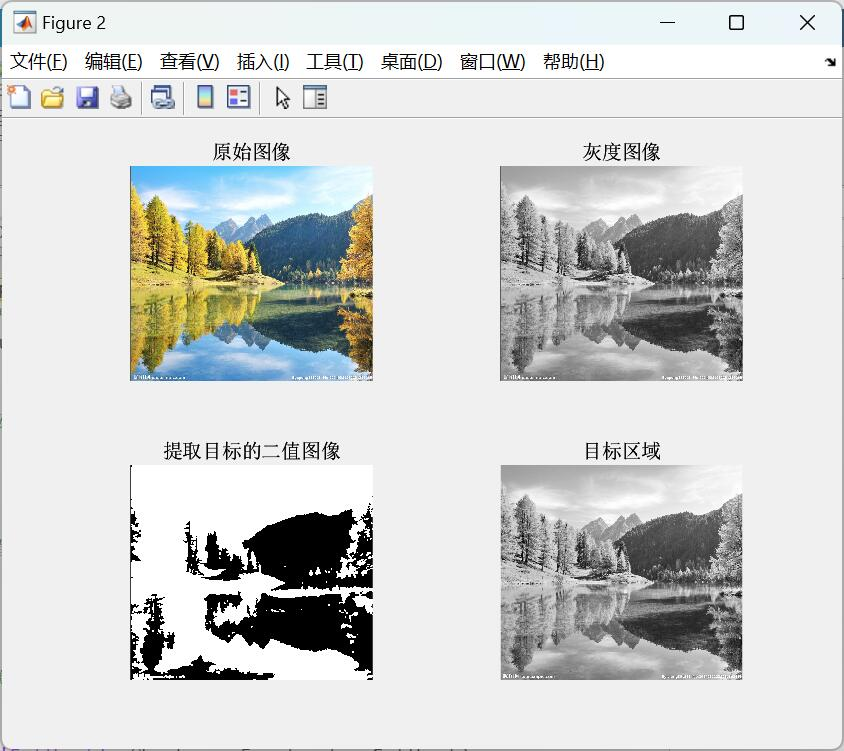 Figure 2
文件(F) 编辑(E) 查看(V) 插入(I) 工具(T) 桌面(D) 窗口(W) 帮助(H)
原始图像 灰度图像
提取目标的二值图像 目标区域